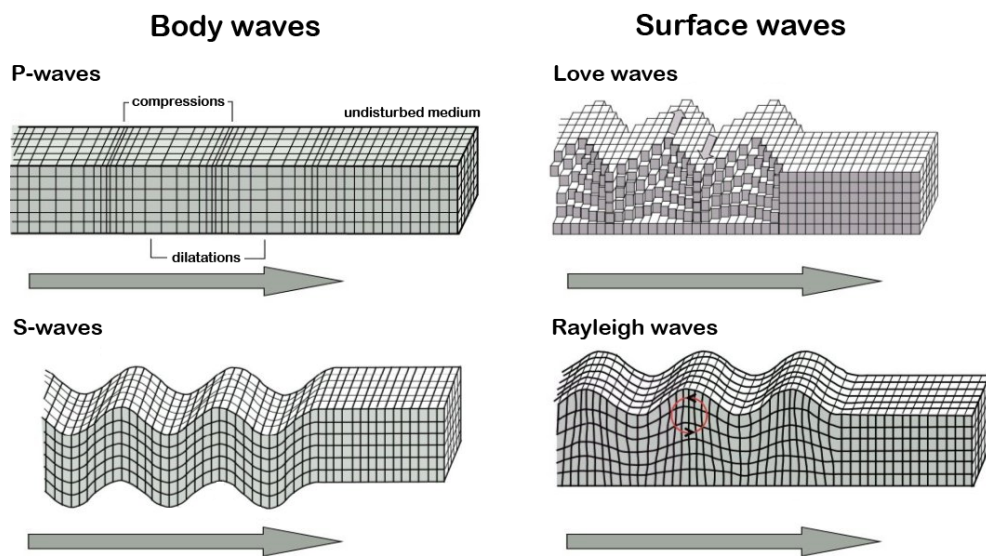 Body waves
P-waves
compressions
undisturbed medium
dilatations
S-waves
Surface waves
Love waves
Rayleigh waves